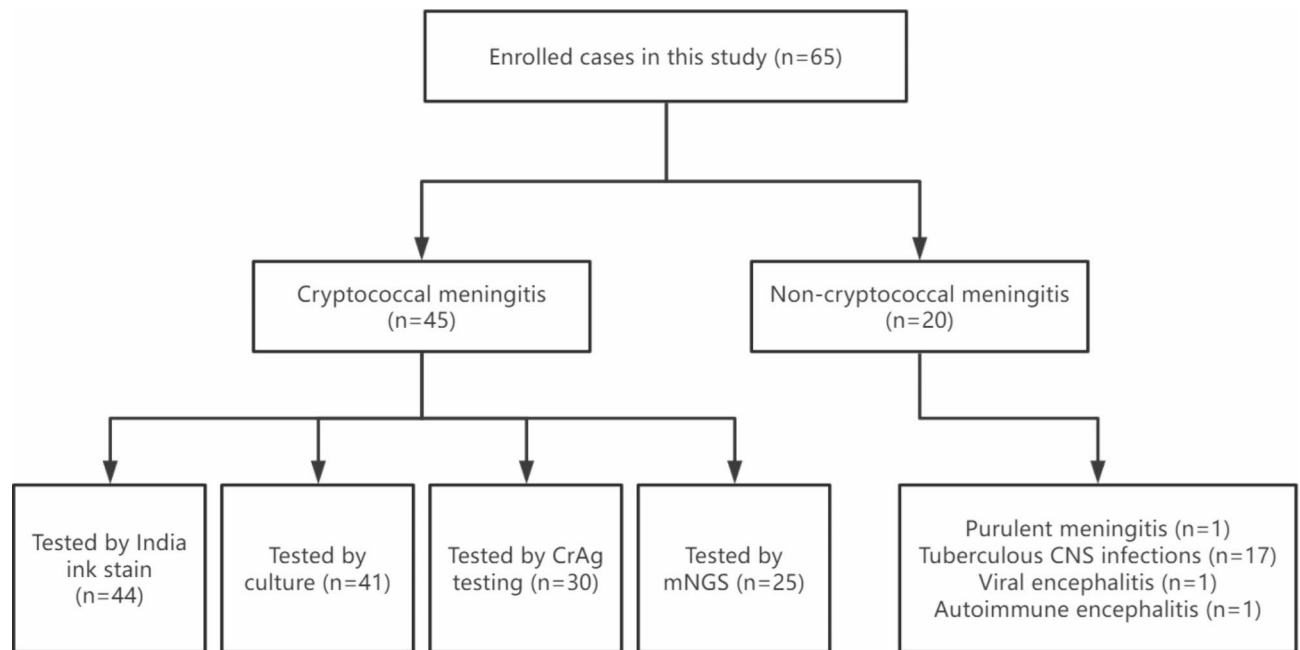 Enrolled cases in this study (n=65)
Cryptococcal meningitis
(n=45)
Non-cryptococcal meningitis
(n=20)
Tested by India
ink stain
(n=44)
Tested by
culture (n=41)
Tested by CrAg
testing (n=30)
Tested by
mNGS (n=25)
Purulent meningitis (n=1)
Tuberculous CNS infections (n=17)
Viral encephalitis (n=1)
Autoimmune encephalitis (n=1)